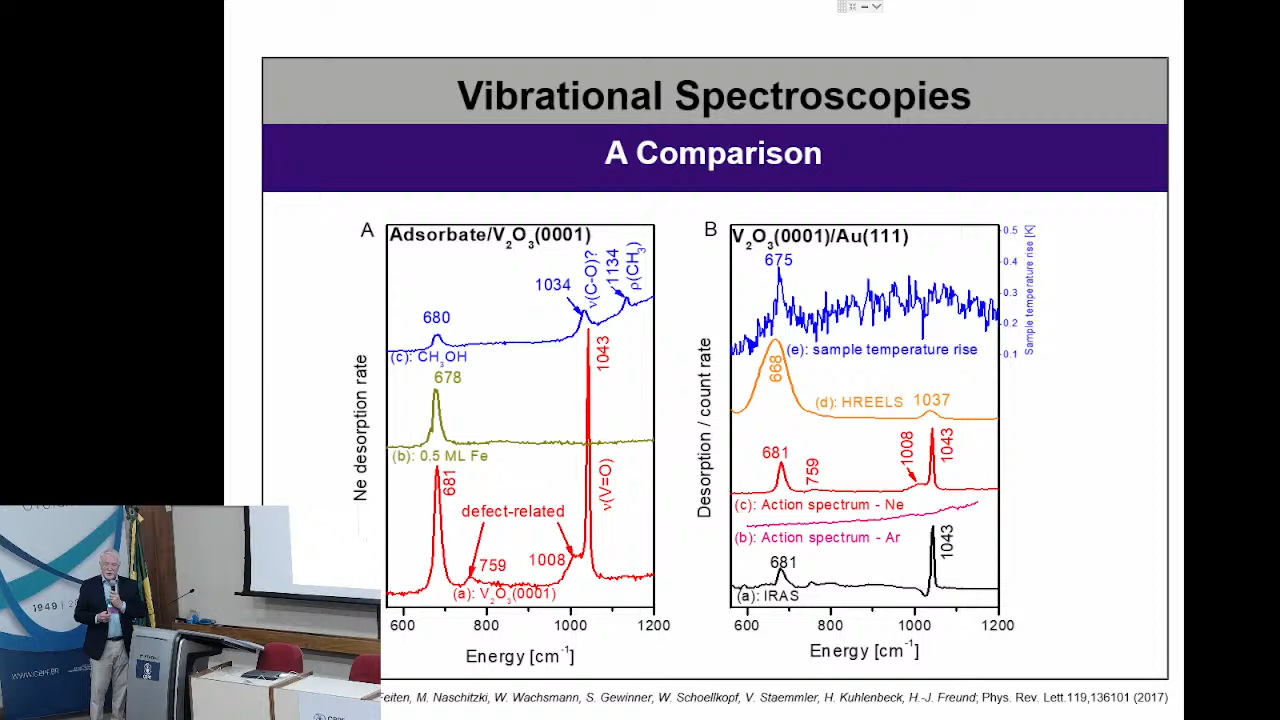 Vibrational Spectroscopies
A Comparison
A
Adsorbate/V2O3(0001)
1034
ν(C-O)?
1134
ρ(CH3)
680
(c): CH3OH
1043
678
(b): 0.5 ML Fe
681
defect-related
ν(V=O)
759
1008
(a): V2O3(0001)
Ne desorption rate
600 800 1000 1200
Energy [cm-1]
B
V2O3(0001)/Au(111)
675
0.5
0.4
0.3
0.2
0.1
Sample temperature rise [K]
(e): sample temperature rise
668
(d): HREELS
1037
681
759
1008
1043
(c): Action spectrum - Ne
(b): Action spectrum - Ar
681
1043
(a): IRAS
Desorption / count rate
600 800 1000 1200
Energy [cm-1]
Feiten, M. Naschitzki, W. Wachsmann, S. Gewinner, W. Schoellkopf, V. Staemmler, H. Kuhlenbeck, H.-J. Freund; Phys. Rev. Lett.119,136101 (2017)
1949